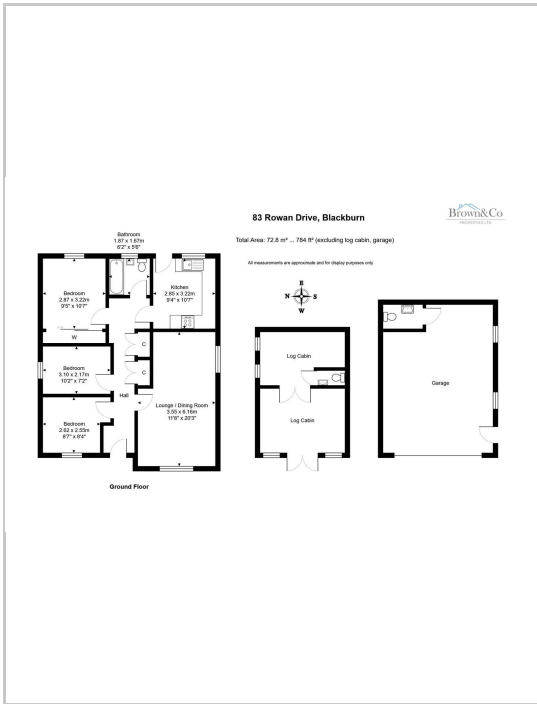 83 Rowan Drive, Blackburn
Brown&Co
PROPERTIES LTD
Total Area: 72.8 m² ... 784 ft² (excluding log cabin, garage)
All measurements are approximate and for display purposes only
E
N S
W
Bathroom
1.87 x 1.67m
6'2" x 5'6"
Bedroom
2.87 x 3.22m
9'5" x 10'7"
W
Kitchen
2.85 x 3.22m
9'4" x 10'7"
C
C
Bedroom
3.10 x 2.17m
10'2" x 7'2"
Hall
Lounge / Dining Room
3.55 x 6.16m
11'8" x 20'3"
Bedroom
2.62 x 2.55m
8'7" x 8'4"
Ground Floor
Log Cabin
Log Cabin
Garage